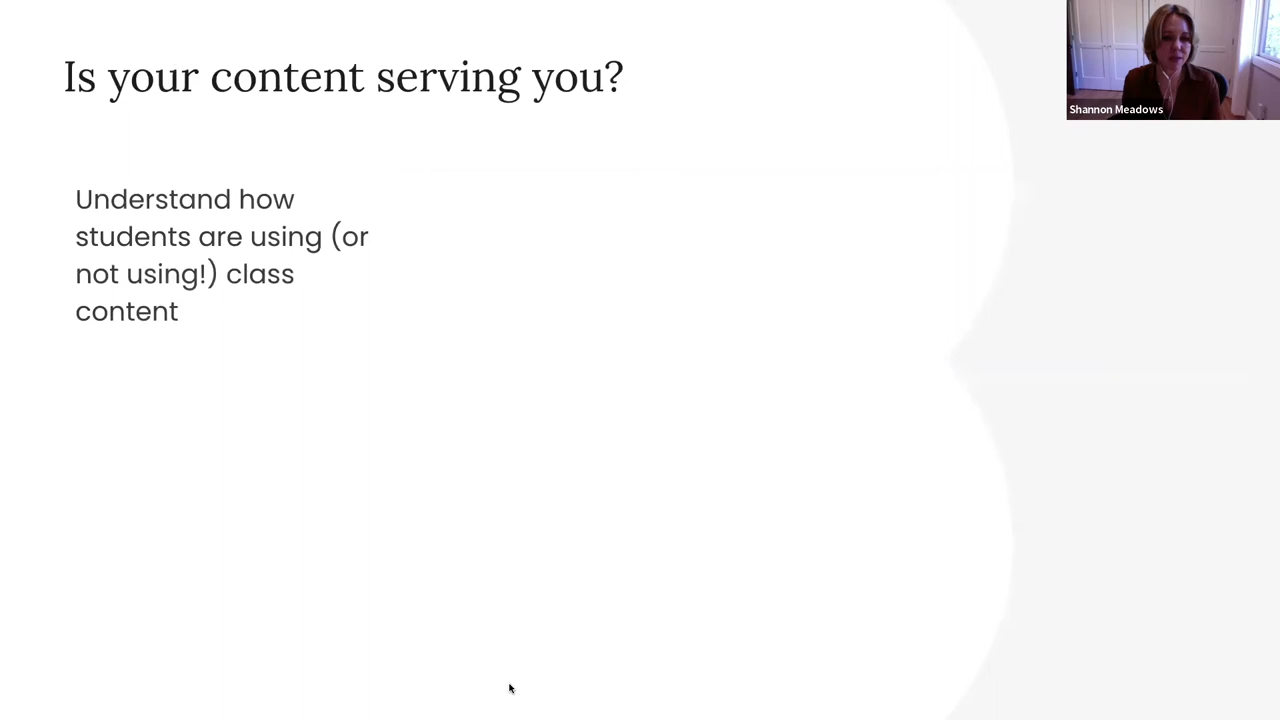 Is your content serving you?
Shannon Meadows
Understand how
students are using (or
not using!) class
content